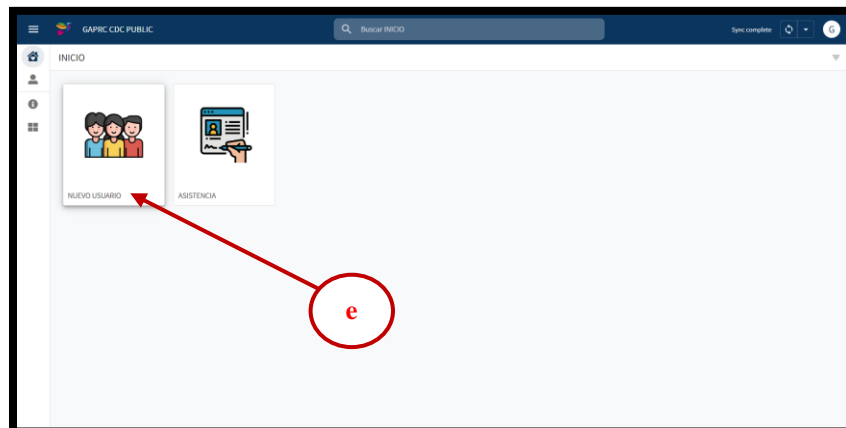 GAPRC CDC PUBLIC
Buscar INICIO
Sync complete
G
INICIO
NUEVO USUARIO
ASISTENCIA
e